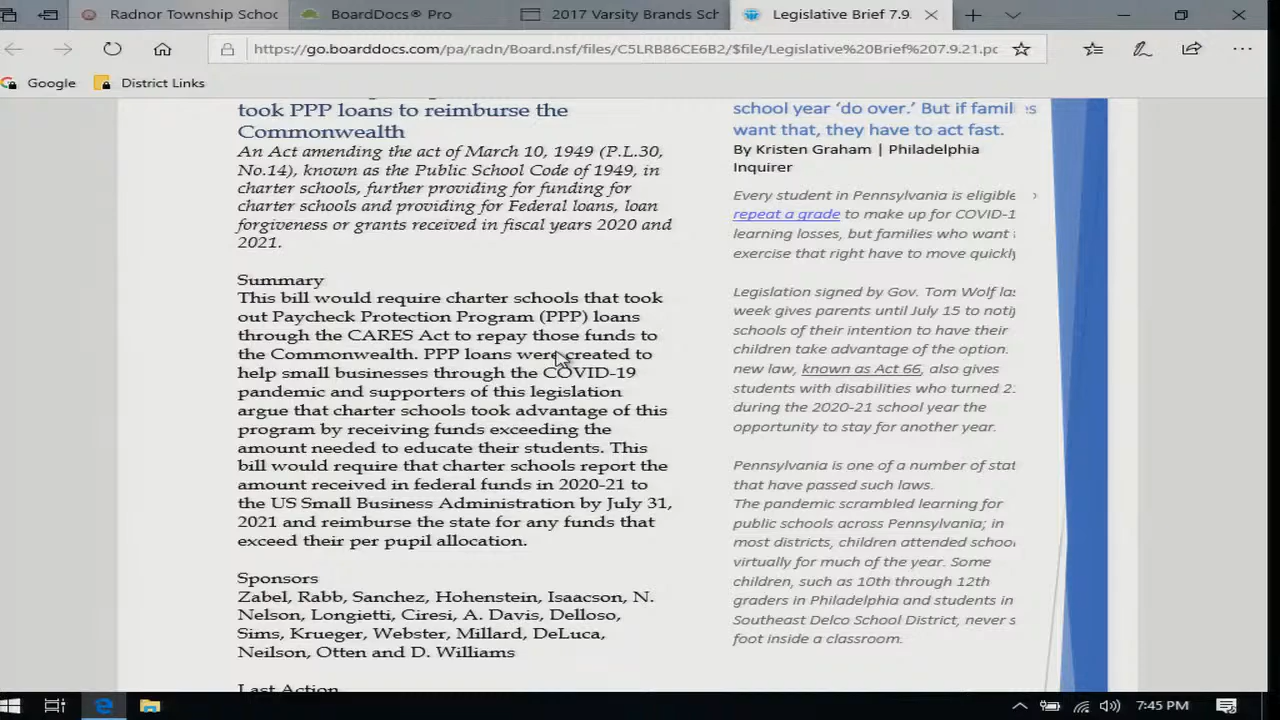 Radnor Township Schoo
BoardDocs® Pro
2017 Varsity Brands Sch
Legislative Brief 7.9.
https://go.boarddocs.com/pa/radn/Board.nsf/files/C5LRB86CE6B2/$file/Legislative%20Brief%207.9.21.pc
Google
District Links
took PPP loans to reimburse the
Commonwealth
An Act amending the act of March 10, 1949 (P.L.30,
No.14), known as the Public School Code of 1949, in
charter schools, further providing for funding for
charter schools and providing for Federal loans, loan
forgiveness or grants received in fiscal years 2020 and
2021.
Summary
This bill would require charter schools that took
out Paycheck Protection Program (PPP) loans
through the CARES Act to repay those funds to
the Commonwealth. PPP loans were created to
help small businesses through the COVID-19
pandemic and supporters of this legislation
argue that charter schools took advantage of this
program by receiving funds exceeding the
amount needed to educate their students. This
bill would require that charter schools report the
amount received in federal funds in 2020-21 to
the US Small Business Administration by July 31,
2021 and reimburse the state for any funds that
exceed their per pupil allocation.
Sponsors
Zabel, Rabb, Sanchez, Hohenstein, Isaacson, N.
Nelson, Longietti, Ciresi, A. Davis, Delloso,
Sims, Krueger, Webster, Millard, DeLuca,
Neilson, Otten and D. Williams
Last Action
school year ‘do over.’ But if famili s
want that, they have to act fast.
By Kristen Graham | Philadelphia
Inquirer
Every student in Pennsylvania is eligible
repeat a grade to make up for COVID-1
learning losses, but families who want
exercise that right have to move quickly
Legislation signed by Gov. Tom Wolf las
week gives parents until July 15 to notif
schools of their intention to have their
children take advantage of the option.
new law, known as Act 66, also gives
students with disabilities who turned 2
during the 2020-21 school year the
opportunity to stay for another year.
Pennsylvania is one of a number of stat
that have passed such laws.
The pandemic scrambled learning for
public schools across Pennsylvania; in
most districts, children attended school
virtually for much of the year. Some
children, such as 10th through 12th
graders in Philadelphia and students in
Southeast Delco School District, never s
foot inside a classroom.
7:45 PM